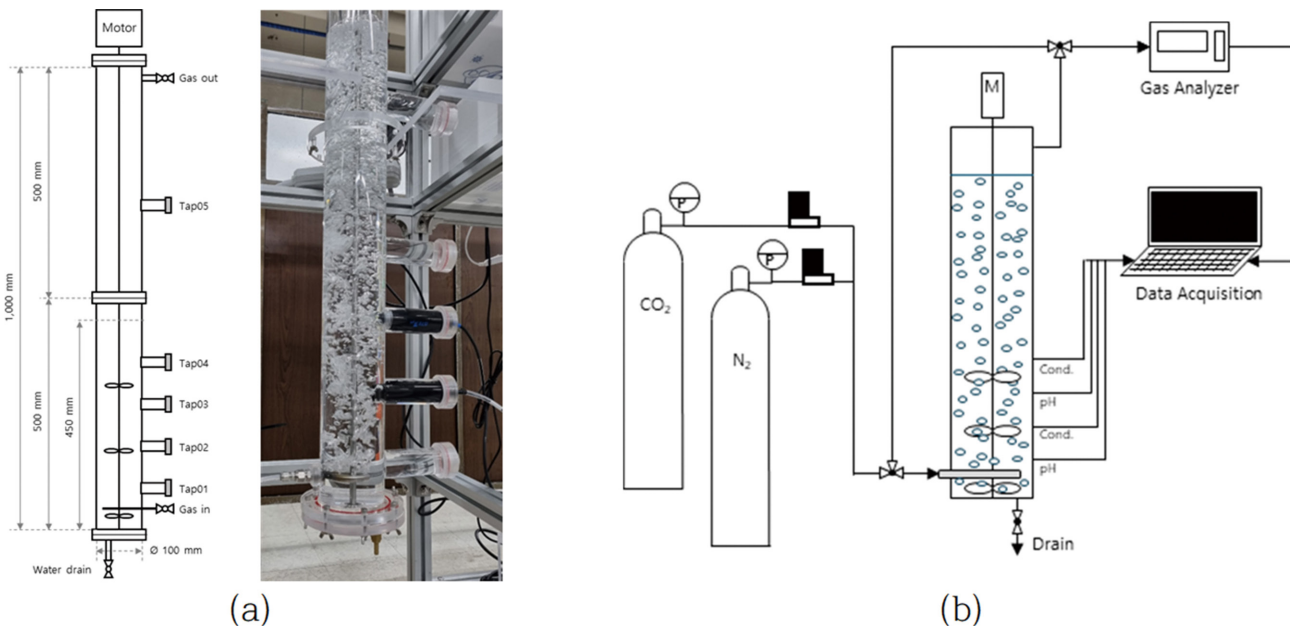 Motor
Gas out
500 mm
Tap05
1,000 mm
Tap04
Tap03
500 mm
450 mm
Tap02
Tap01
Gas in
Ø 100 mm
Water drain
(a)
M
Gas Analyzer
P
P
CO₂
N₂
Data Acquisition
Cond.
pH
Cond.
pH
Drain
(b)